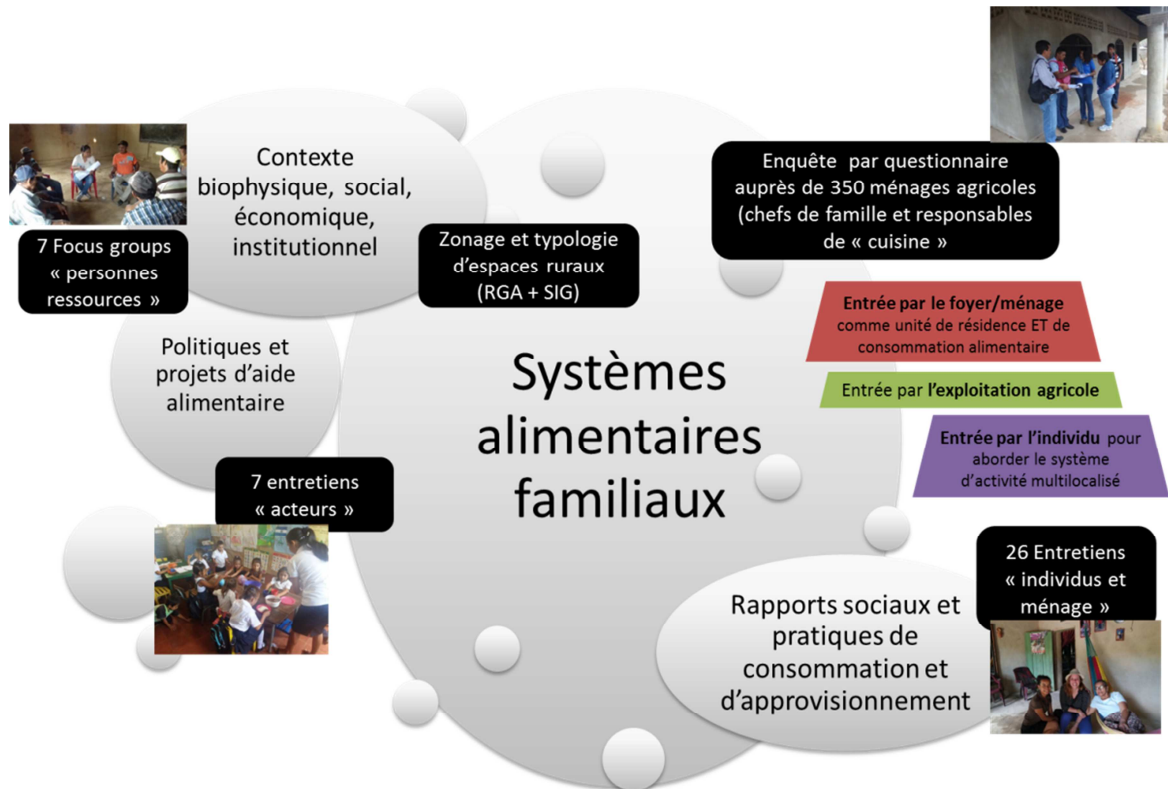 Contexte
biophysique, social,
économique,
institutionnel
7 Focus groups
« personnes
ressources »
Zonage et typologie
d'espaces ruraux
(RGA + SIG)
Enquête par questionnaire
auprès de 350 ménages agricoles
(chefs de famille et responsables
de « cuisine »
Politiques et
projets d'aide
alimentaire
Systèmes
alimentaires
familiaux
Entrée par le foyer/ménage
comme unité de résidence ET de
consommation alimentaire
Entrée par l'exploitation agricole
Entrée par l'individu pour
aborder le système
d'activité multilocalisé
7 entretiens
« acteurs »
26 Entretiens
« individus et
ménage »
Rapports sociaux et
pratiques de
consommation et
d'approvisionnement